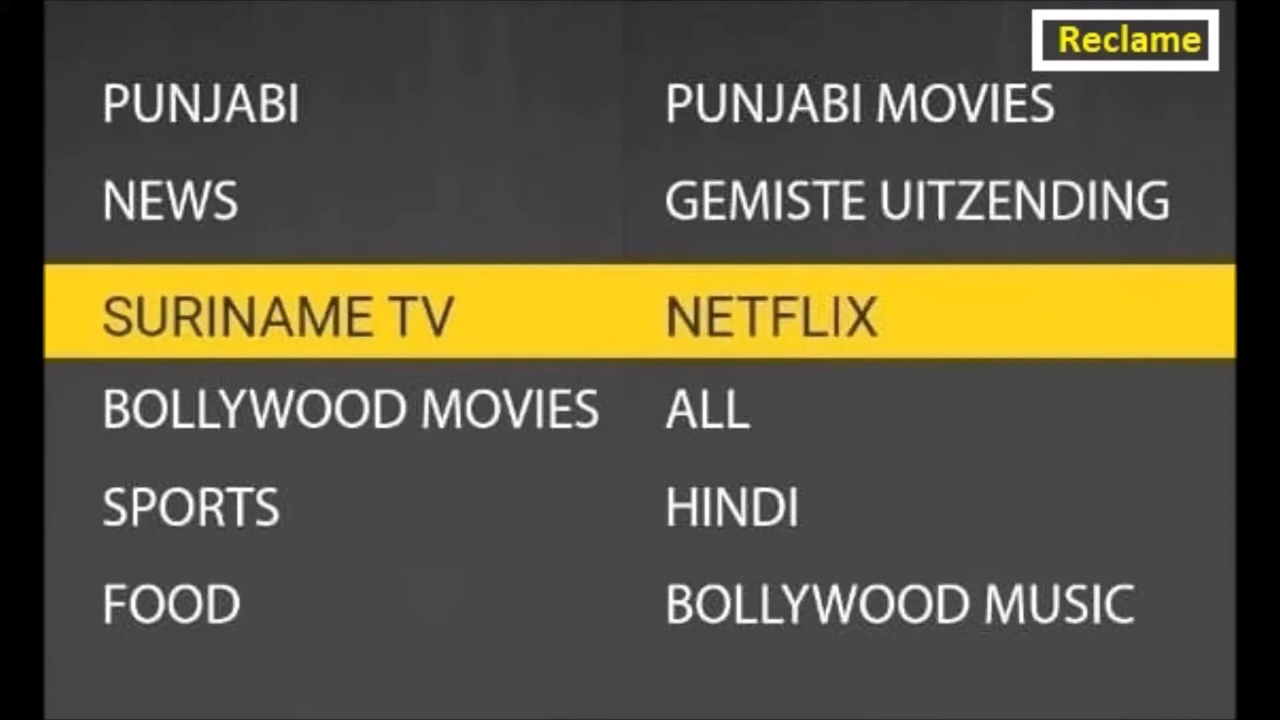 Reclame
PUNJABI PUNJABI MOVIES
NEWS GEMISTE UITZENDING
SURINAME TV NETFLIX
BOLLYWOOD MOVIES ALL
SPORTS HINDI
FOOD BOLLYWOOD MUSIC